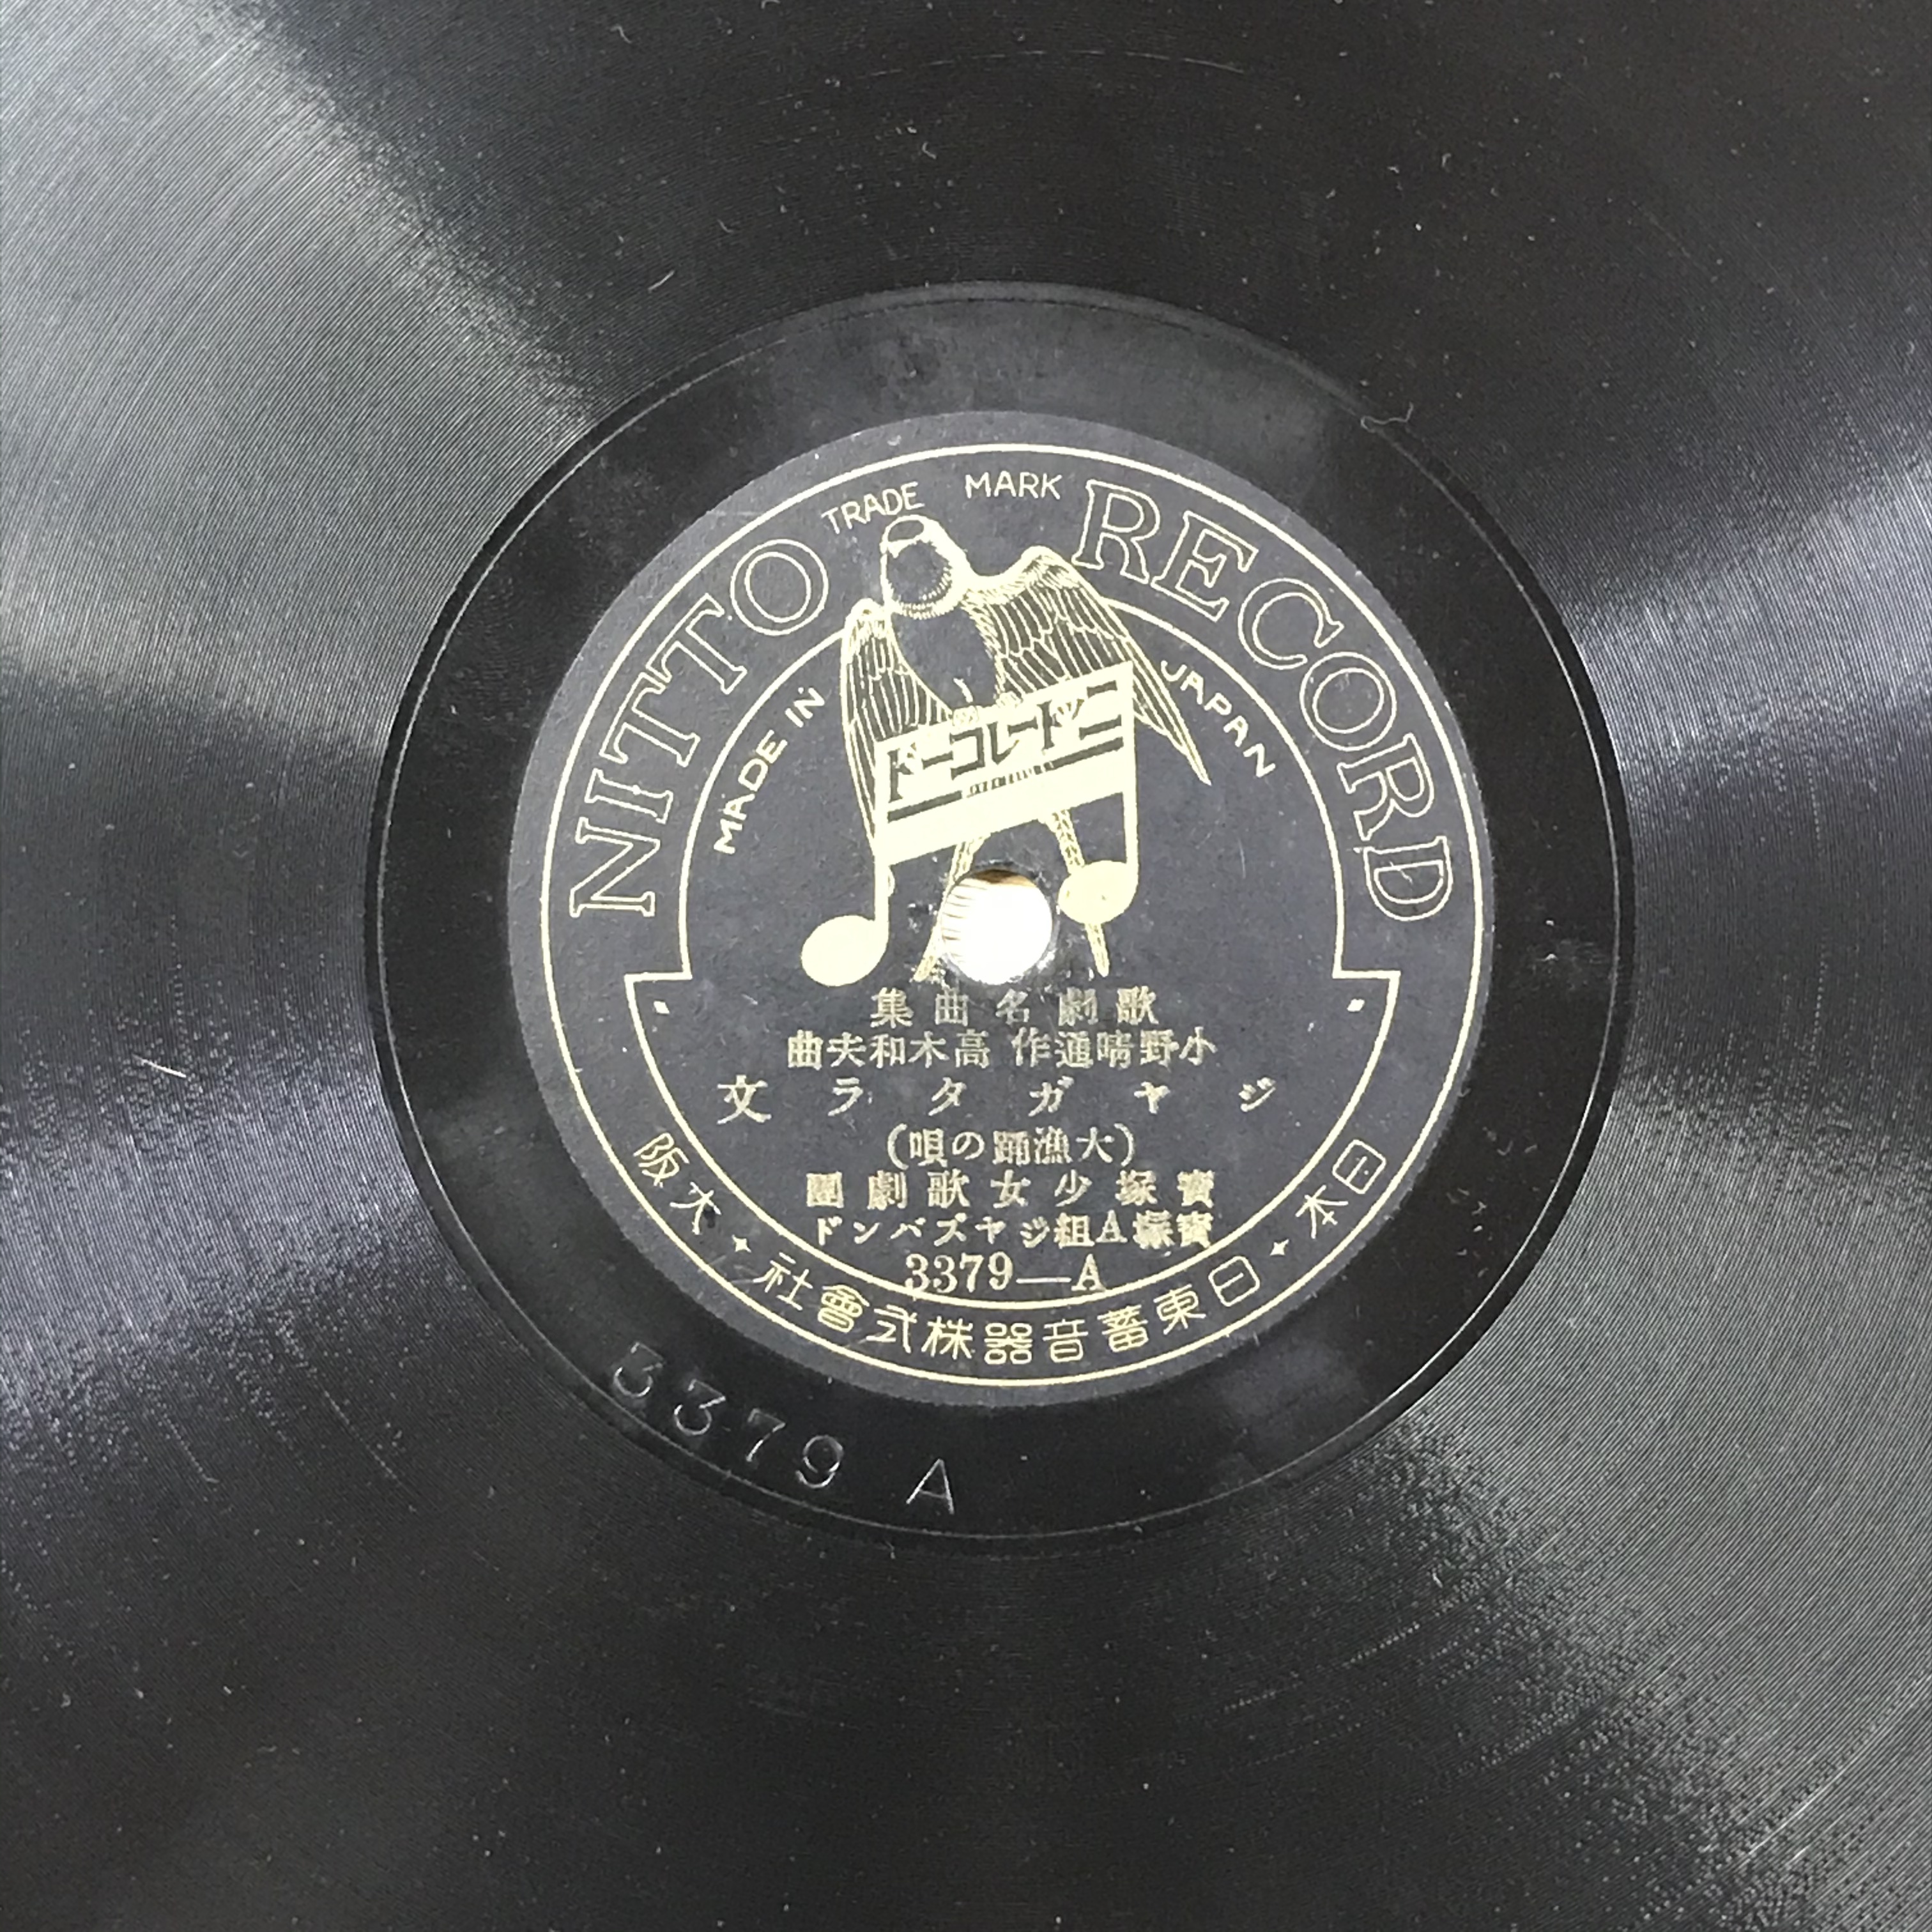 TRADE MARK
NITTO RECORD
MADE IN JAPAN
ニットーレコード
歌劇名曲集
小野晴通作 高木和夫曲
ジヤガタラ文
(大漁踊の唄)
寶塚少女歌劇團
寶塚A組ジヤズバンド
3379—A
日本・日東蓄音器株式會社・大阪
3379 A